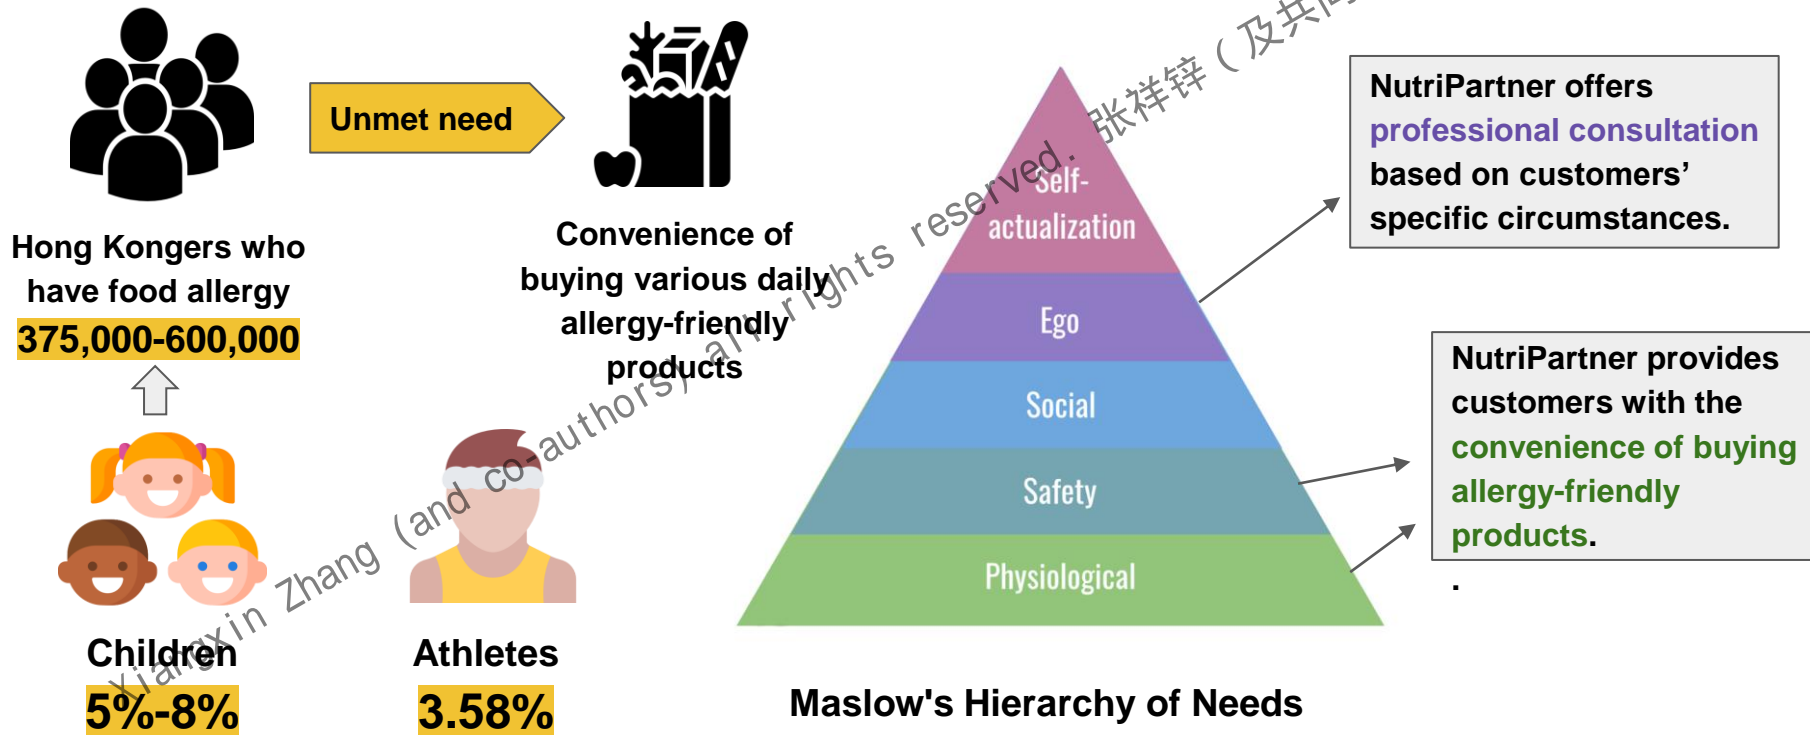 Unmet need
Hong Kongers who
have food allergy
375,000-600,000
Convenience of
buying various daily
allergy-friendly
products
Children
5%-8%
Athletes
3.58%
Self-
actualization
Ego
Social
Safety
Physiological
Maslow's Hierarchy of Needs
NutriPartner offers
professional consultation
based on customers’
specific circumstances.
NutriPartner provides
customers with the
convenience of buying
allergy-friendly
products.
.
Xiangxin Zhang (and co-authors) all rights reserved. 张祥锌 (及共同